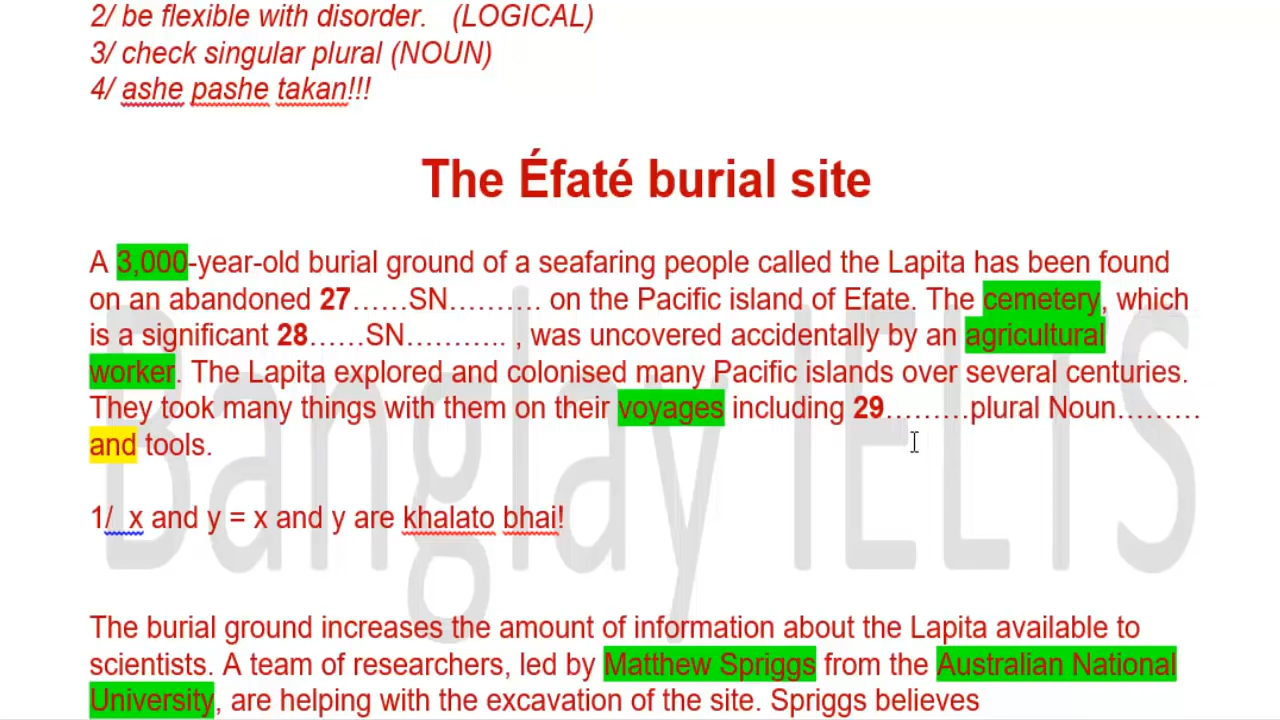 2/ be flexible with disorder. (LOGICAL)
3/ check singular plural (NOUN)
4/ ashe pashe takan!!!
The Éfaté burial site
A 3,000-year-old burial ground of a seafaring people called the Lapita has been found
on an abandoned 27……SN………. on the Pacific island of Efate. The cemetery, which
is a significant 28……SN……….. , was uncovered accidentally by an agricultural
worker. The Lapita explored and colonised many Pacific islands over several centuries.
They took many things with them on their voyages including 29………plural Noun………
and tools.
1/ x and y = x and y are khalato bhai!
The burial ground increases the amount of information about the Lapita available to
scientists. A team of researchers, led by Matthew Spriggs from the Australian National
University, are helping with the excavation of the site. Spriggs believes
Banglay IELTS